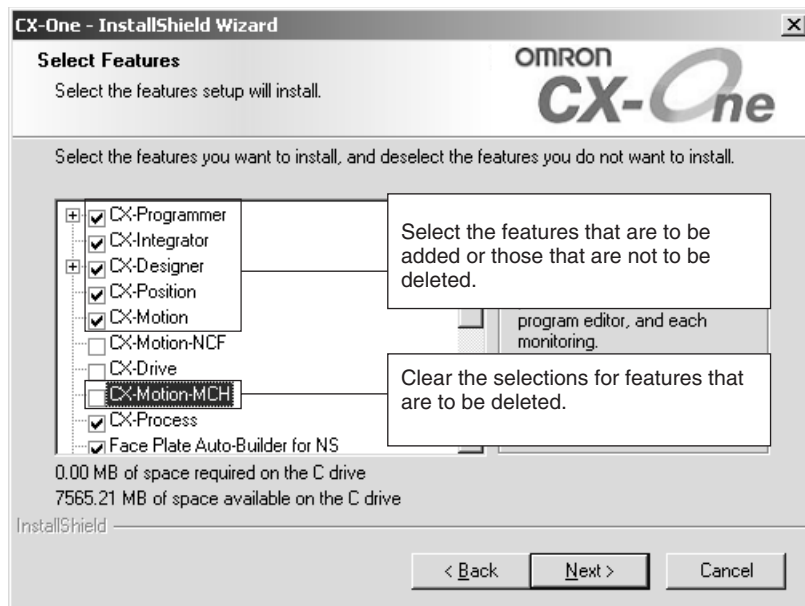 CX-One - InstallShield Wizard
Select Features
Select the features setup will install.
OMRON
CX-One
Select the features you want to install, and deselect the features you do not want to install.
CX-Programmer
CX-Integrator
CX-Designer
CX-Position
CX-Motion
CX-Motion-NCF
CX-Drive
CX-Motion-MCH
CX-Process
Face Plate Auto-Builder for NS
Select the features that are to be
added or those that are not to be
deleted.
program editor, and each
monitoring.
Clear the selections for features that
are to be deleted.
0.00 MB of space required on the C drive
7565.21 MB of space available on the C drive
InstallShield
< Back
Next >
Cancel